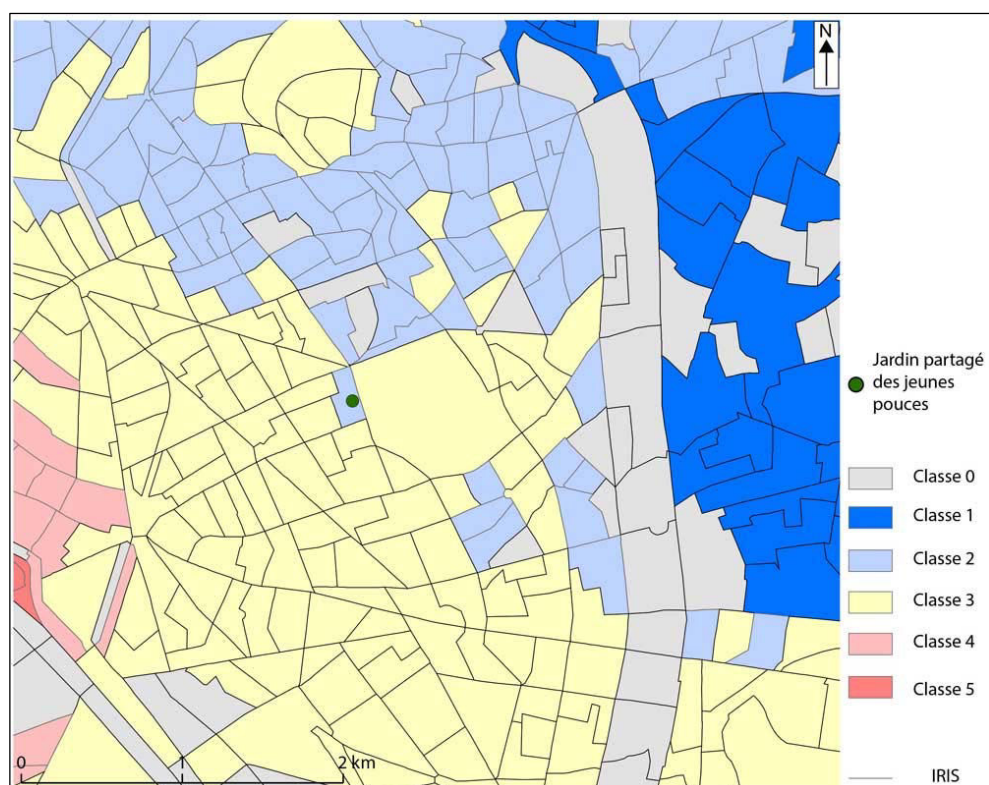 N
Jardin partagé
des jeunes
pouces
Classe 0
Classe 1
Classe 2
Classe 3
Classe 4
Classe 5
0 1 2 km
IRIS